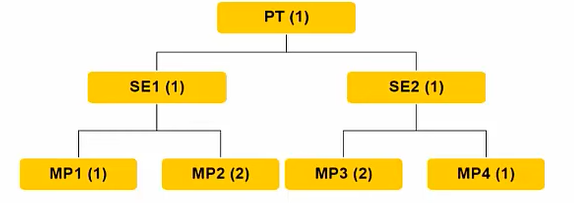 PT (1)
SE1 (1)
SE2 (1)
MP1 (1)
MP2 (2)
MP3 (2)
MP4 (1)